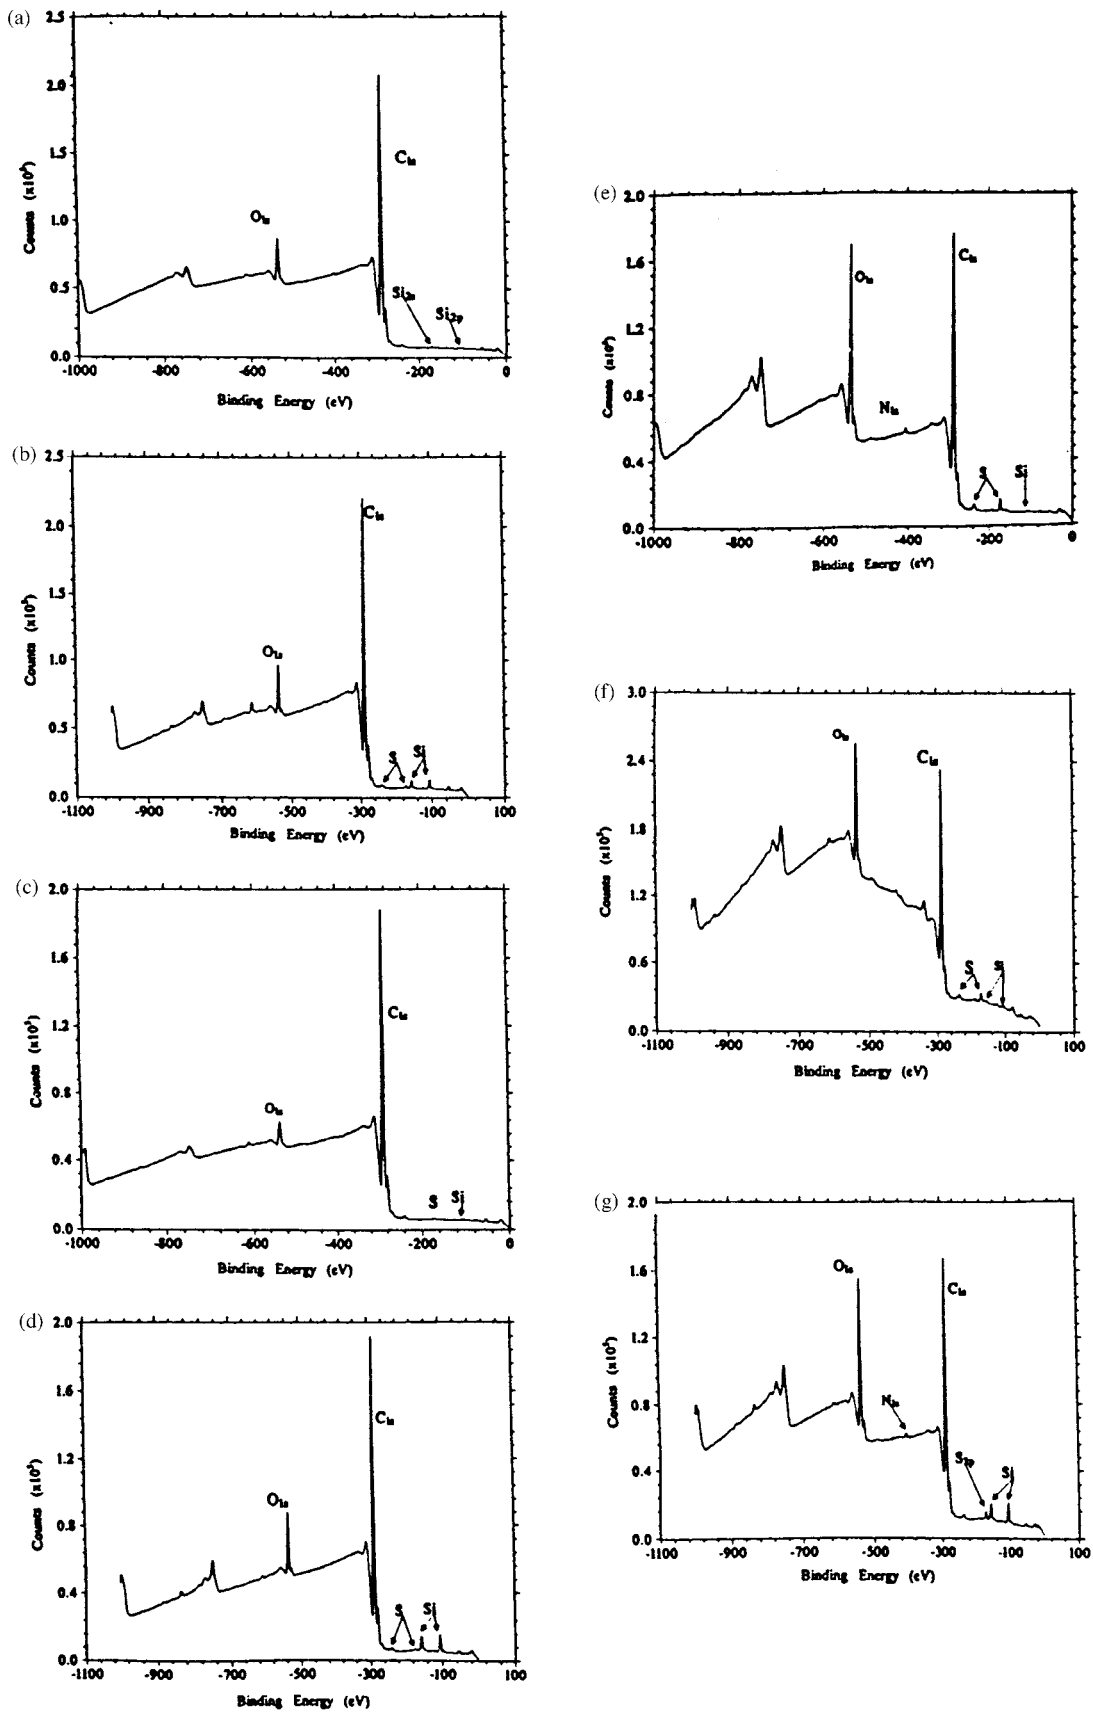 (a)
2.5
2.0
1.5
1.0
0.5
0.0
Counts (x10⁵)
C1s
O1s
Si2s
Si2p
-1000 -800 -600 -400 -200 0
Binding Energy (eV)
(b)
2.5
2.0
1.5
1.0
0.5
0.0
Counts (x10⁵)
C1s
O1s
S Si
-1100 -900 -700 -500 -300 -100 100
Binding Energy (eV)
(c)
2.0
1.6
1.2
0.8
0.4
0.0
Counts (x10⁵)
C1s
O1s
S Si
-1000 -800 -600 -400 -200 0
Binding Energy (eV)
(d)
2.0
1.6
1.2
0.8
0.4
0.0
Counts (x10⁵)
C1s
O1s
S Si
-1100 -900 -700 -500 -300 -100 100
Binding Energy (eV)
(e)
2.0
1.6
1.2
0.8
0.4
0.0
Counts (x10⁵)
C1s
O1s
N1s
S Si
-1000 -800 -600 -400 -200 0
Binding Energy (eV)
(f)
3.0
2.4
1.8
1.2
0.6
0.0
Counts (x10⁵)
O1s
C1s
S Si
-1100 -900 -700 -500 -300 -100 100
Binding Energy (eV)
(g)
2.0
1.6
1.2
0.8
0.4
0.0
Counts (x10⁵)
O1s
C1s
N1s
S2p Si
-1100 -900 -700 -500 -300 -100 100
Binding Energy (eV)